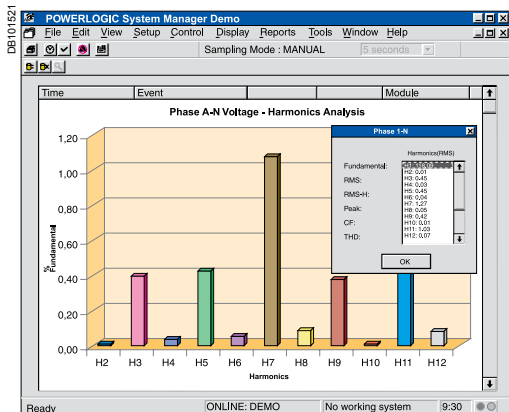 DB101521
POWERLOGIC System Manager Demo
File Edit View Setup Control Display Reports Tools Window Help
Sampling Mode : MANUAL 5 seconds
Time Event Module
Phase A-N Voltage - Harmonics Analysis
Phase 1-N
Harmonics(RMS)
Fundamental:
RMS:
RMS-H:
Peak:
CF:
THD:
H2: 0.01
H3: 0,45
H4: 0,03
H5: 0,45
H6: 0,04
H7: 1,27
H8: 0.05
H9: 0,42
H10: 0,01
H11: 1,03
H12: 0,07
OK
% Fundamental
1,20
1,00
0,80
0,60
0,40
0,20
0,00
H2 H3 H4 H5 H6 H7 H8 H9 H10 H11 H12
Harmonics
Ready ONLINE: DEMO No working system 9:30